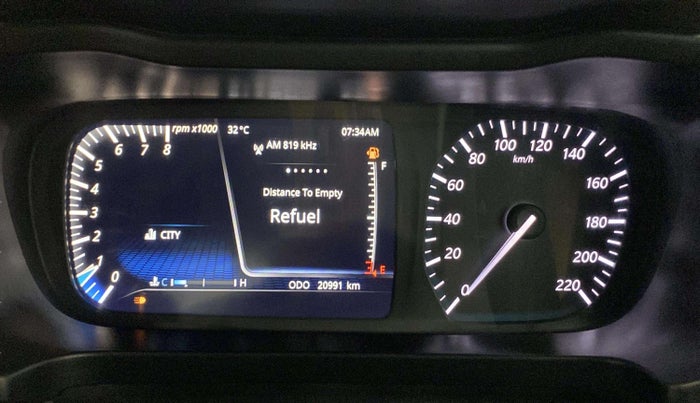 rpm x1000 32°C 07:34AM
AM 819 kHz
Distance To Empty
Refuel
CITY
C H
ODO 20991 km
F
E
0 1 2 3 4 5 6 7 8
km/h
0 20 40 60 80 100 120 140 160 180 200 220